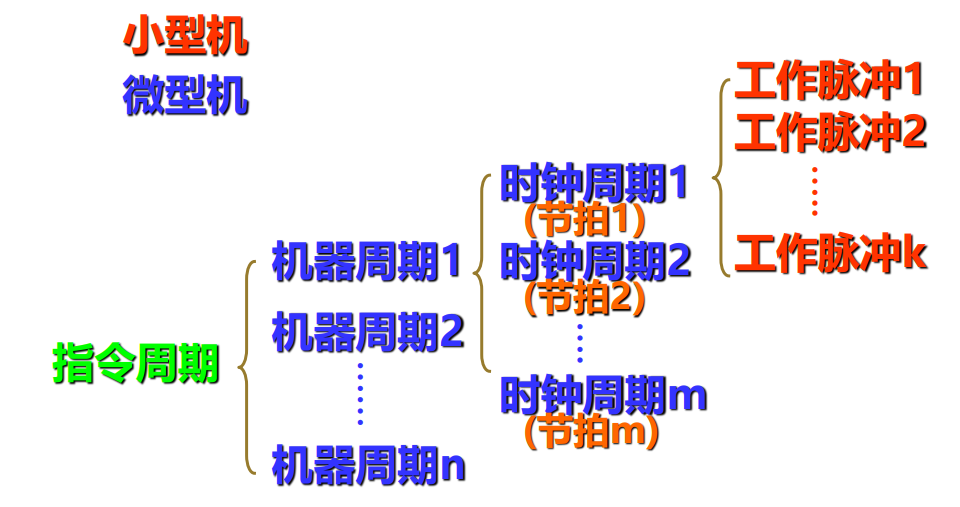 小型机
微型机
指令周期
机器周期1
机器周期2
机器周期n
时钟周期1
(节拍1)
时钟周期2
(节拍2)
时钟周期m
(节拍m)
工作脉冲1
工作脉冲2
工作脉冲k